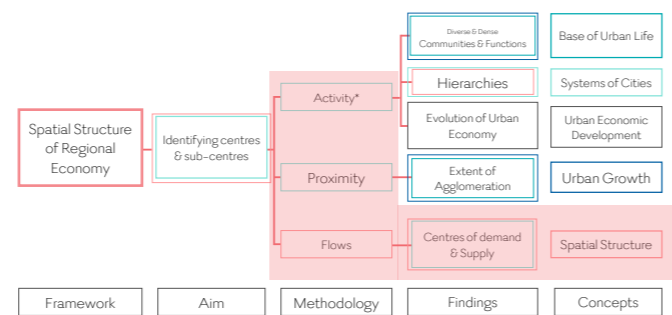 Spatial Structure
of Regional
Economy
Identifying centres
& sub-centres
Activity*
Proximity
Flows
Diverse & Dense
Communities & Functions
Hierarchies
Evolution of Urban
Economy
Extent of
Agglomeration
Centres of demand
& Supply
Base of Urban Life
Systems of Cities
Urban Economic
Development
Urban Growth
Spatial Structure
Framework
Aim
Methodology
Findings
Concepts